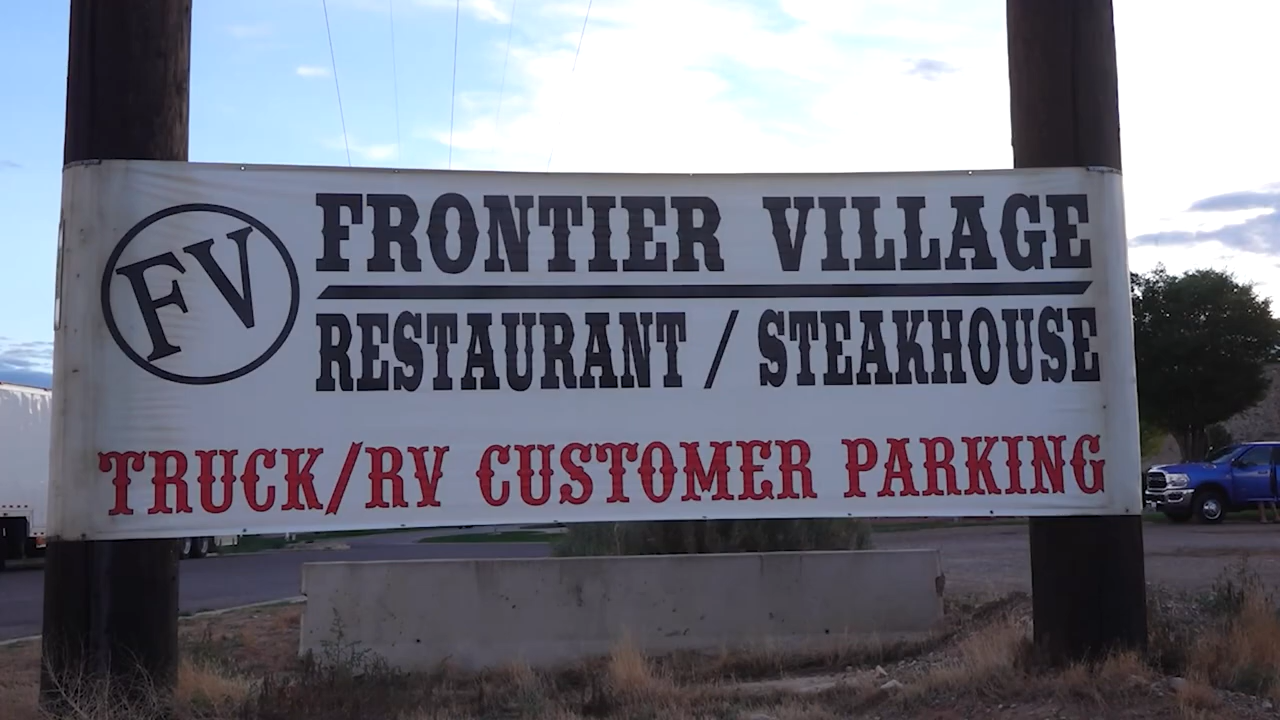 FV
FRONTIER VILLAGE
RESTAURANT / STEAKHOUSE
TRUCK/RV CUSTOMER PARKING